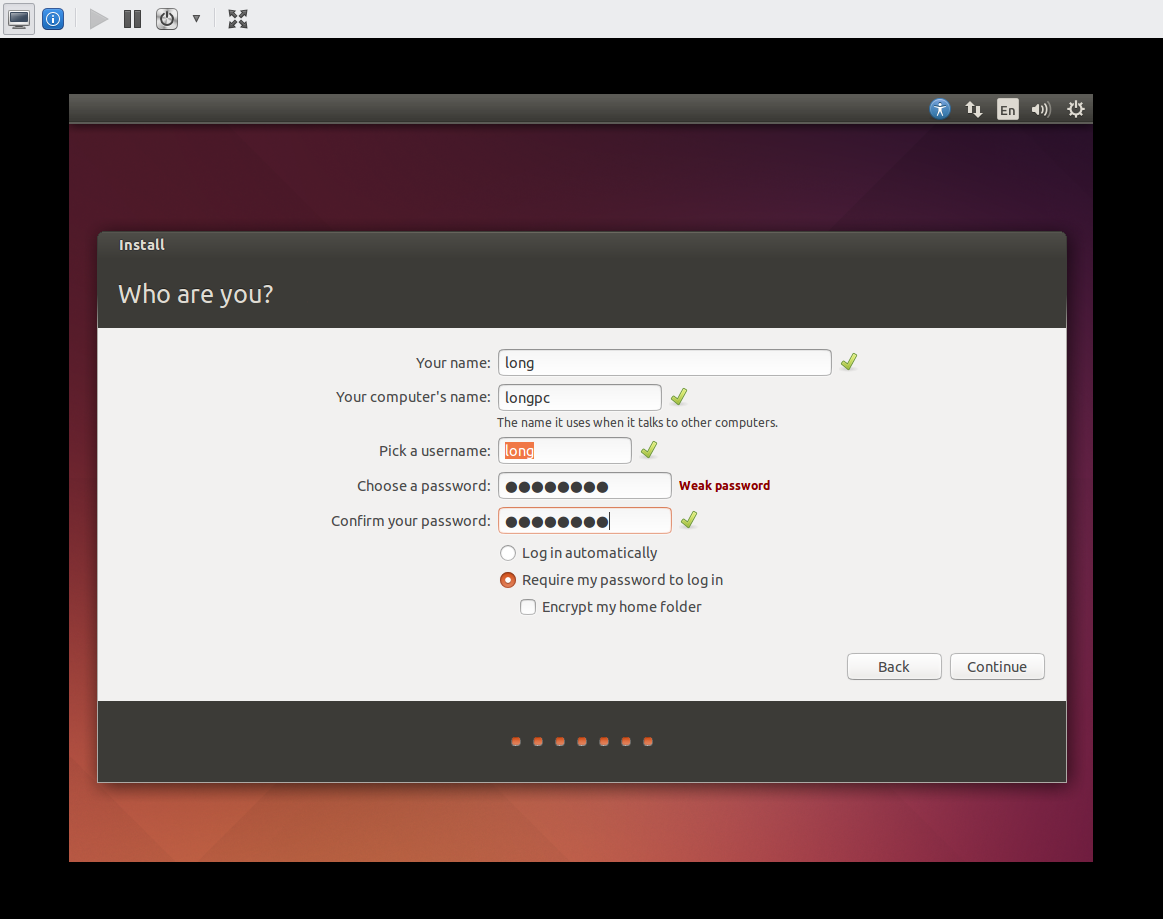 En
Install
Who are you?
Your name: long
Your computer's name: longpc
The name it uses when it talks to other computers.
Pick a username: long
Choose a password: ●●●●●●●● Weak password
Confirm your password: ●●●●●●●●
Log in automatically
Require my password to log in
Encrypt my home folder
Back Continue